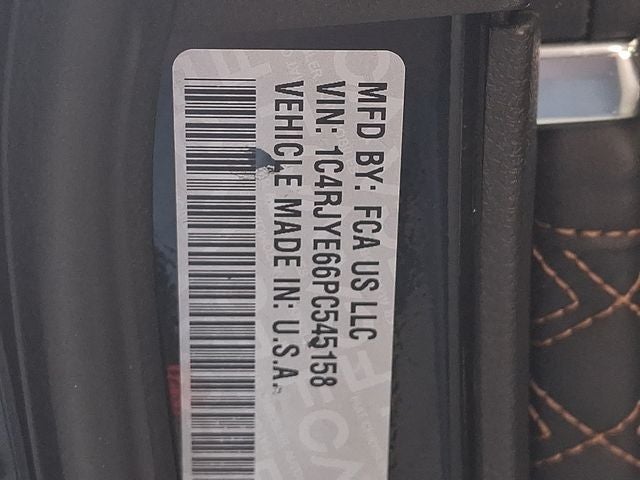 MFD BY: FCA US LLC
VIN: 1C4RJYE66PC545158
VEHICLE MADE IN: U.S.A.